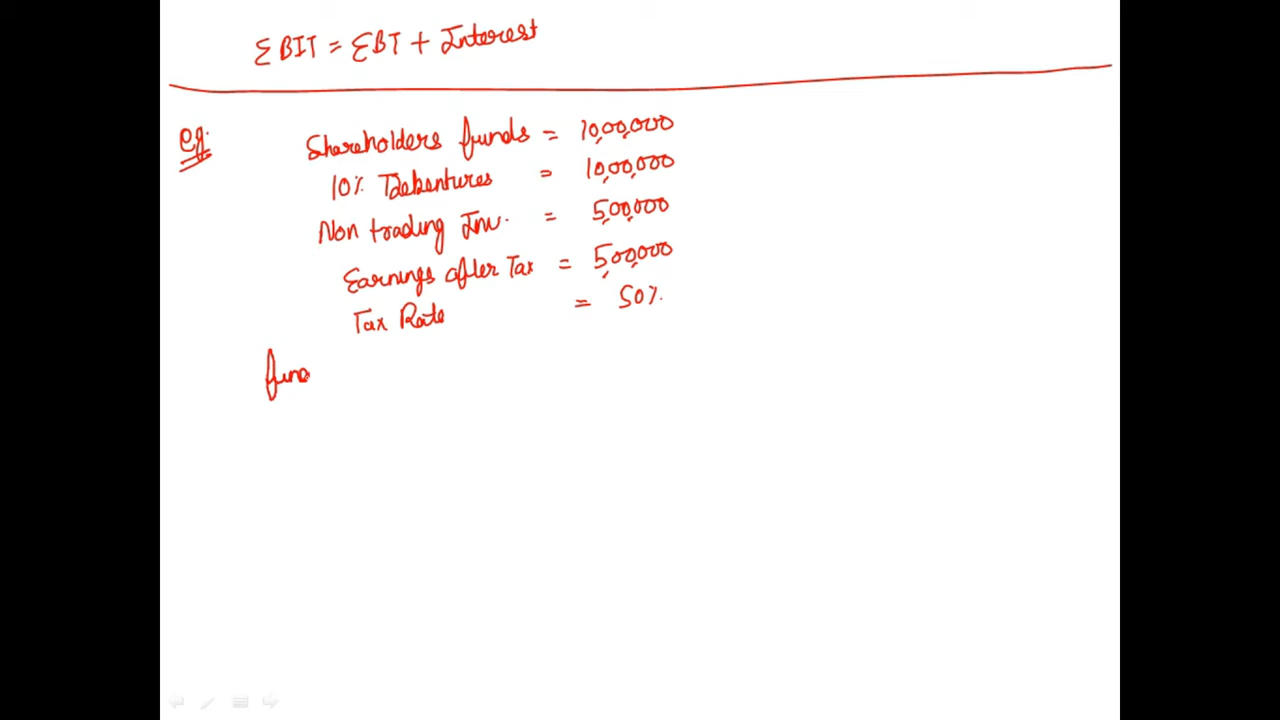 EBIT = EBT + Interest
eg.
Shareholders funds = 10,00,000
10% Debentures = 10,00,000
Non trading Inv. = 5,00,000
Earnings after Tax = 5,00,000
Tax Rate = 50%
fund